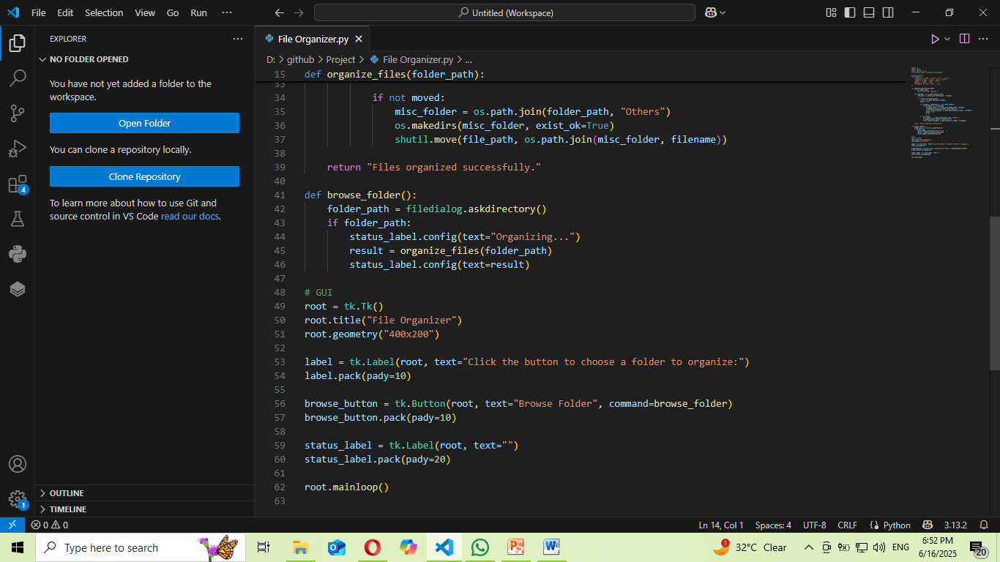 File Edit Selection View Go Run ···
Untitled (Workspace)
EXPLORER ···
NO FOLDER OPENED
You have not yet added a folder to the
workspace.
Open Folder
You can clone a repository locally.
Clone Repository
To learn more about how to use Git and
source control in VS Code read our docs.
4
1
OUTLINE
TIMELINE
File Organizer.py
D: > github > Project > File Organizer.py > ...
15 def organize_files(folder_path):
33
34 if not moved:
35 misc_folder = os.path.join(folder_path, "Others")
36 os.makedirs(misc_folder, exist_ok=True)
37 shutil.move(file_path, os.path.join(misc_folder, filename))
38
39 return "Files organized successfully."
40
41 def browse_folder():
42 folder_path = filedialog.askdirectory()
43 if folder_path:
44 status_label.config(text="Organizing...")
45 result = organize_files(folder_path)
46 status_label.config(text=result)
47
48 # GUI
49 root = tk.Tk()
50 root.title("File Organizer")
51 root.geometry("400x200")
52
53 label = tk.Label(root, text="Click the button to choose a folder to organize:")
54 label.pack(pady=10)
55
56 browse_button = tk.Button(root, text="Browse Folder", command=browse_folder)
57 browse_button.pack(pady=10)
58
59 status_label = tk.Label(root, text="")
60 status_label.pack(pady=20)
61
62 root.mainloop()
63
0 0 Ln 14, Col 1 Spaces: 4 UTF-8 CRLF {} Python 3.13.2
Type here to search
1 32°C Clear ENG 6:52 PM
6/16/2025 20